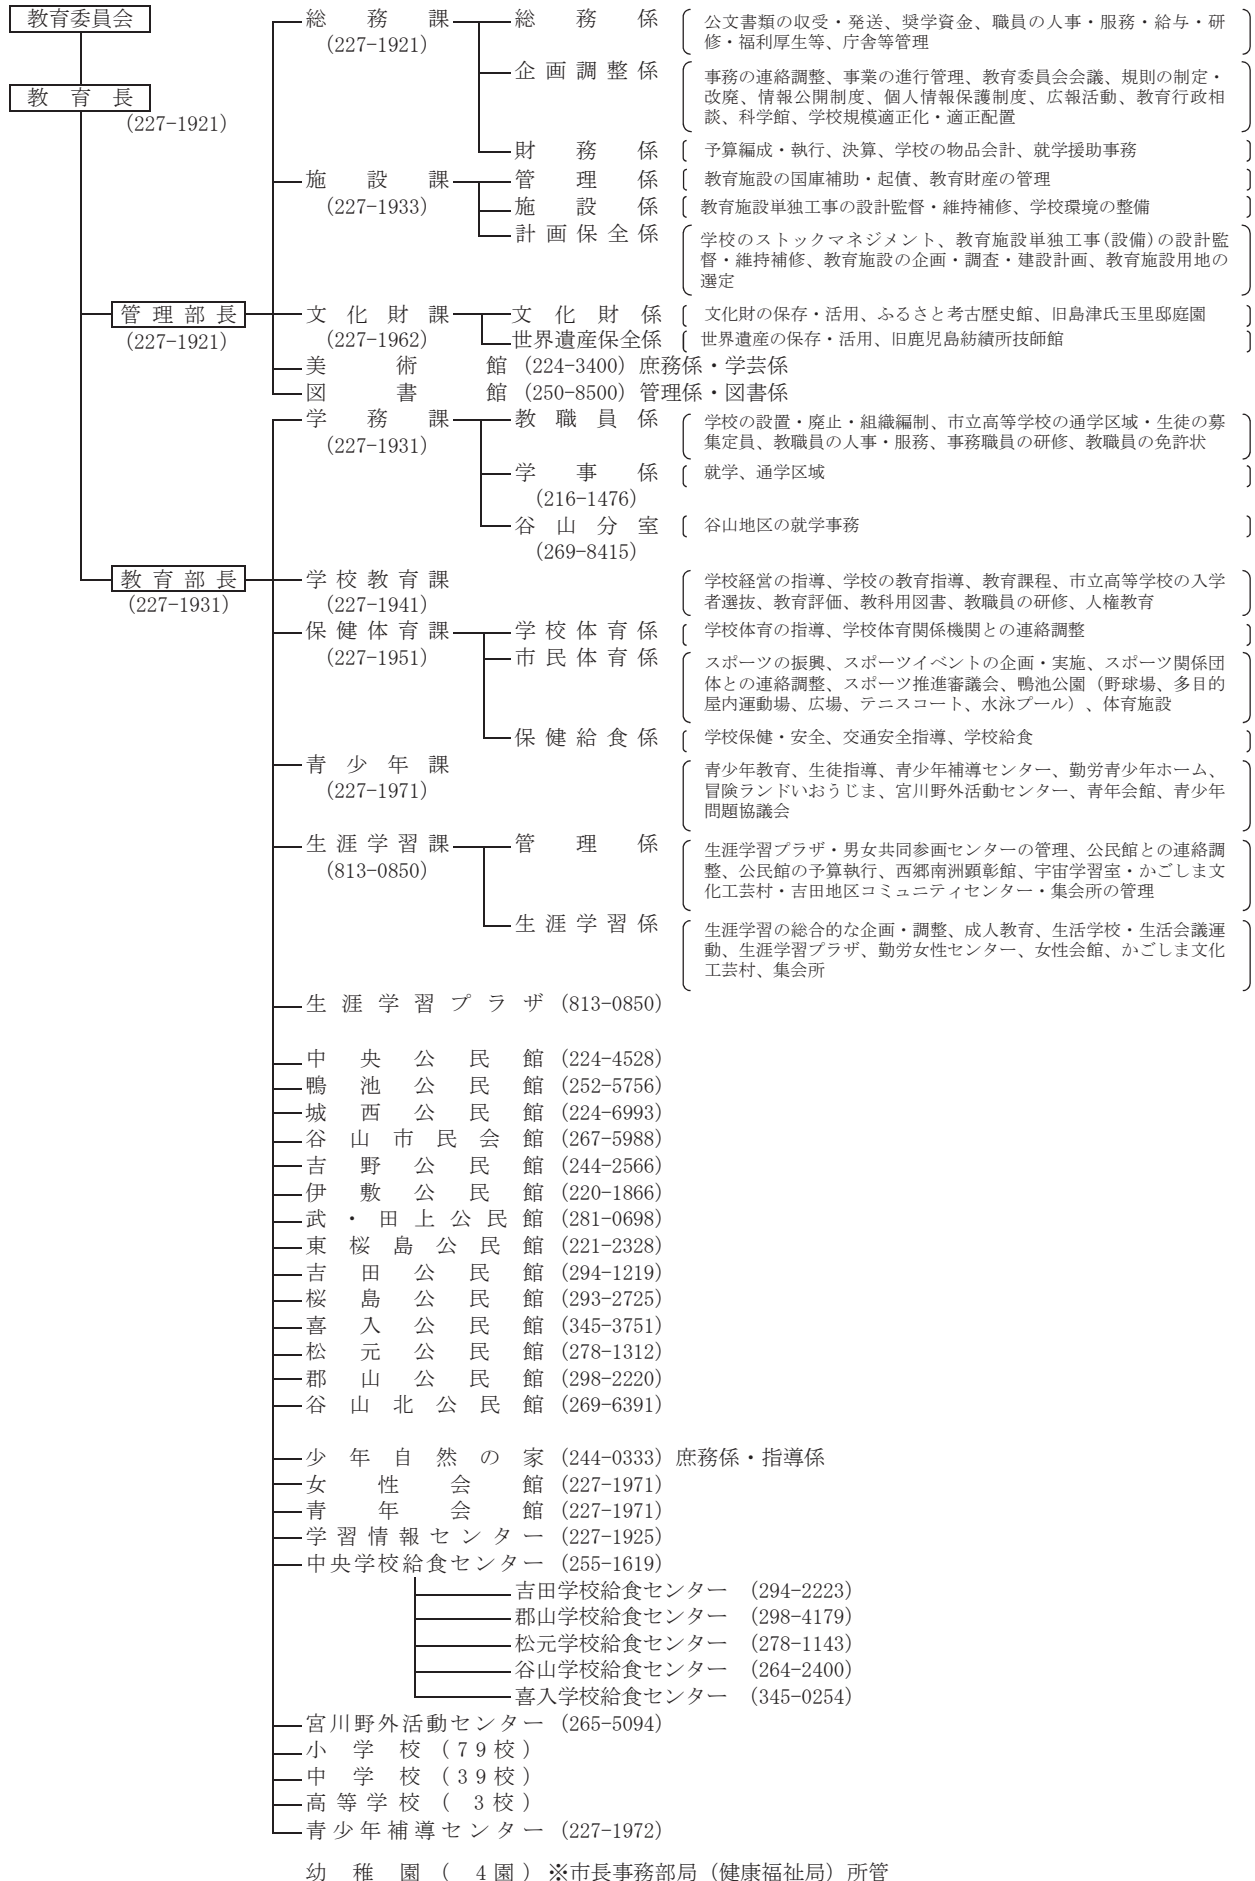 教育委員会
教育長
(227-1921)
総務課
(227-1921)
総務係
公文書類の収受・発送、奨学資金、職員の人事・服務・給与・研
修・福利厚生等、庁舎等管理
企画調整係
事務の連絡調整、事業の進行管理、教育委員会会議、規則の制定・
改廃、情報公開制度、個人情報保護制度、広報活動、教育行政相
談、科学館、学校規模適正化・適正配置
財務係
予算編成・執行、決算、学校の物品会計、就学援助事務
施設課
(227-1933)
管理係
教育施設の国庫補助・起債、教育財産の管理
施設係
教育施設単独工事の設計監督・維持補修、学校環境の整備
計画保全係
学校のストックマネジメント、教育施設単独工事(設備)の設計監
督・維持補修、教育施設の企画・調査・建設計画、教育施設用地の
選定
管理部長
(227-1921)
文化財課
(227-1962)
文化財係
文化財の保存・活用、ふるさと考古歴史館、旧島津氏玉里邸庭園
世界遺産保全係
世界遺産の保存・活用、旧鹿児島紡績所技師館
美術館 (224-3400) 庶務係・学芸係
図書館 (250-8500) 管理係・図書係
学務課
(227-1931)
教職員係
学校の設置・廃止・組織編制、市立高等学校の通学区域・生徒の募
集定員、教職員の人事・服務、事務職員の研修、教職員の免許状
学事係
(216-1476)
就学、通学区域
谷山分室
(269-8415)
谷山地区の就学事務
教育部長
(227-1931)
学校教育課
(227-1941)
学校経営の指導、学校の教育指導、教育課程、市立高等学校の入学
者選抜、教育評価、教科用図書、教職員の研修、人権教育
保健体育課
(227-1951)
学校体育係
学校体育の指導、学校体育関係機関との連絡調整
市民体育係
スポーツの振興、スポーツイベントの企画・実施、スポーツ関係団
体との連絡調整、スポーツ推進審議会、鴨池公園（野球場、多目的
屋内運動場、広場、テニスコート、水泳プール）、体育施設
保健給食係
学校保健・安全、交通安全指導、学校給食
青少年課
(227-1971)
青少年教育、生徒指導、青少年補導センター、勤労青少年ホーム、
冒険ランドいおうじま、宮川野外活動センター、青年会館、青少年
問題協議会
生涯学習課
(813-0850)
管理係
生涯学習プラザ・男女共同参画センターの管理、公民館との連絡調
整、公民館の予算執行、西郷南洲顕彰館、宇宙学習室・かごしま文
化工芸村・吉田地区コミュニティセンター・集会所の管理
生涯学習係
生涯学習の総合的な企画・調整、成人教育、生活学校・生活会議運
動、生涯学習プラザ、勤労女性センター、女性会館、かごしま文化
工芸村、集会所
生涯学習プラザ (813-0850)
中央公民館 (224-4528)
鴨池公民館 (252-5756)
城西公民館 (224-6993)
谷山市民会館 (267-5988)
吉野公民館 (244-2566)
伊敷公民館 (220-1866)
武・田上公民館 (281-0698)
東桜島公民館 (221-2328)
吉田公民館 (294-1219)
桜島公民館 (293-2725)
喜入公民館 (345-3751)
松元公民館 (278-1312)
郡山公民館 (298-2220)
谷山北公民館 (269-6391)
少年自然の家 (244-0333) 庶務係・指導係
女性会館 (227-1971)
青年会館 (227-1971)
学習情報センター (227-1925)
中央学校給食センター (255-1619)
吉田学校給食センター (294-2223)
郡山学校給食センター (298-4179)
松元学校給食センター (278-1143)
谷山学校給食センター (264-2400)
喜入学校給食センター (345-0254)
宮川野外活動センター (265-5094)
小学校（79校）
中学校（39校）
高等学校（3校）
青少年補導センター (227-1972)
幼稚園（4園）※市長事務部局（健康福祉局）所管